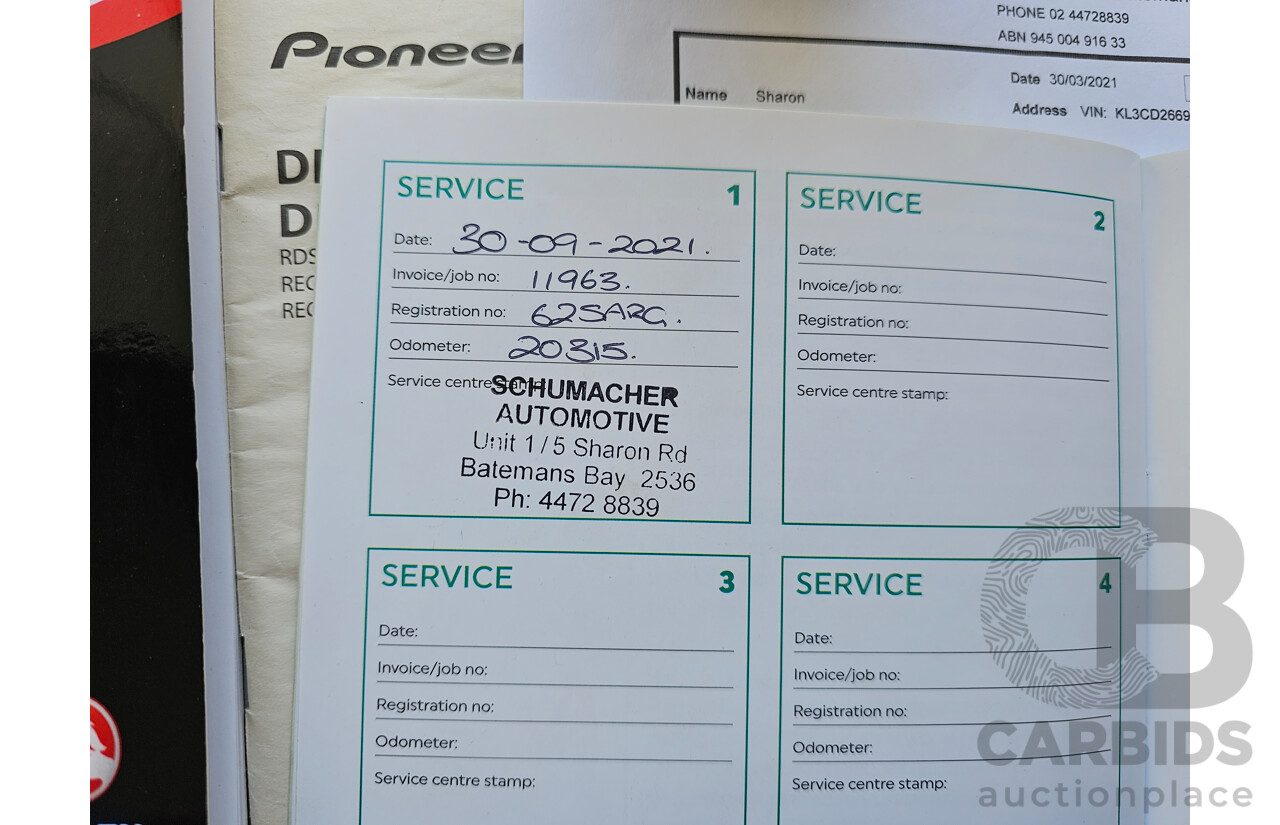 PIONEER
PHONE 02 44728839
ABN 945 004 916 33
Date 30/03/2021
Name Sharon
Address VIN: KL3CD2669
RDS
SERVICE 1
Date: 30-09-2021.
Invoice/job no: 11963.
Registration no: 62SARG.
Odometer: 20315.
Service centre stamp:
SCHUMACHER
AUTOMOTIVE
Unit 1/5 Sharon Rd
Batemans Bay 2536
Ph: 4472 8839
SERVICE 2
Date:
Invoice/job no:
Registration no:
Odometer:
Service centre stamp:
SERVICE 3
Date:
Invoice/job no:
Registration no:
Odometer:
Service centre stamp:
SERVICE 4
Date:
Invoice/job no:
Registration no:
Odometer:
Service centre stamp:
CB
CARBIDS
auctionplace